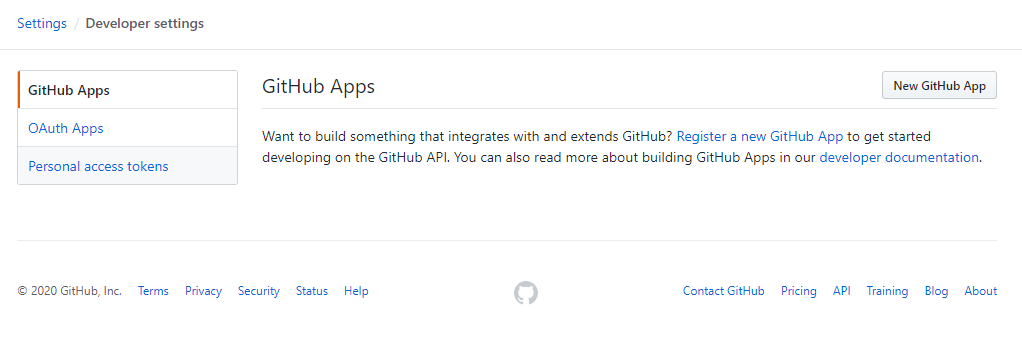 Settings / Developer settings
GitHub Apps
OAuth Apps
Personal access tokens
GitHub Apps
New GitHub App
Want to build something that integrates with and extends GitHub? Register a new GitHub App to get started
developing on the GitHub API. You can also read more about building GitHub Apps in our developer documentation.
© 2020 GitHub, Inc. Terms Privacy Security Status Help
Contact GitHub Pricing API Training Blog About